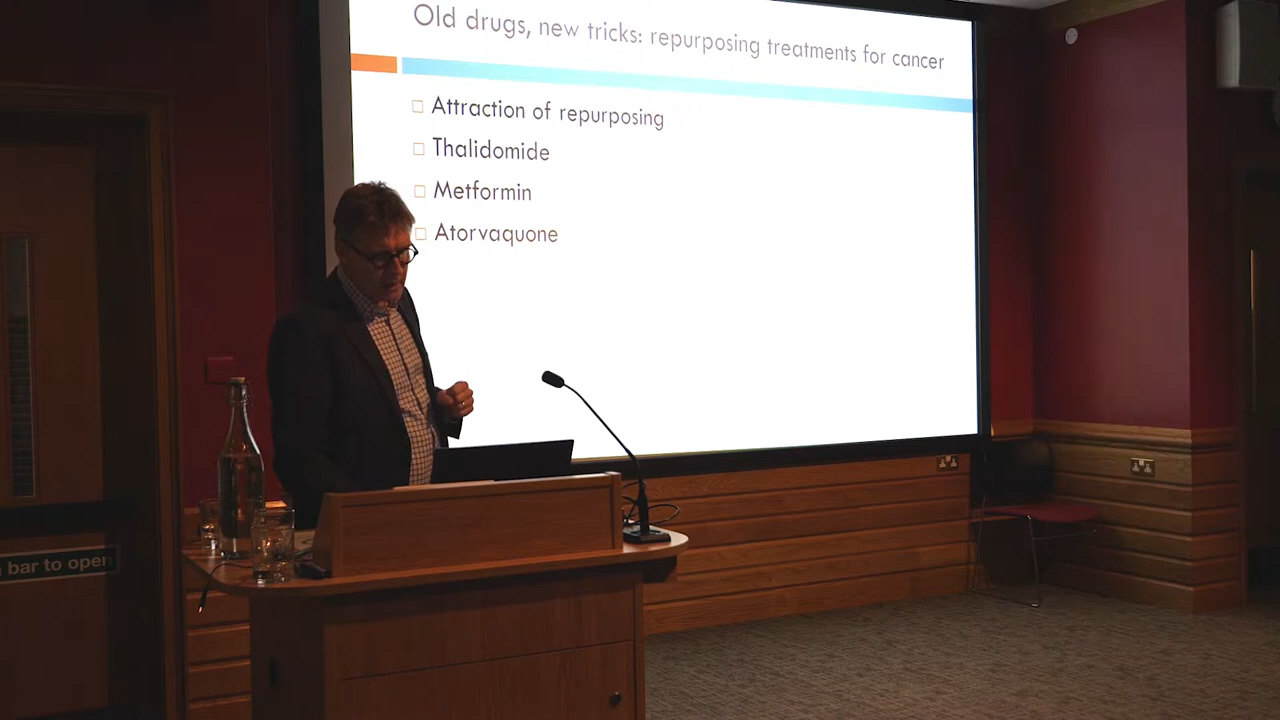 Old drugs, new tricks: repurposing treatments for cancer
Attraction of repurposing
Thalidomide
Metformin
Atorvaquone
bar to open